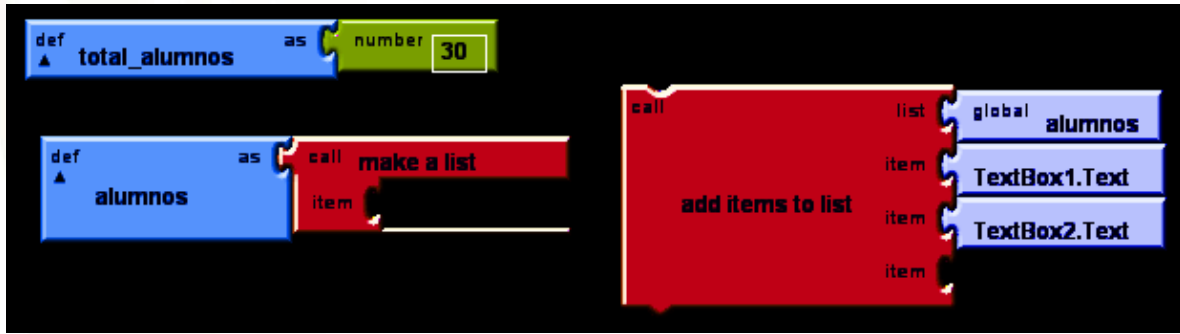 def total_alumnos as number 30
def alumnos as call make a list
item
call add items to list
list global alumnos
item TextBox1.Text
item TextBox2.Text
item